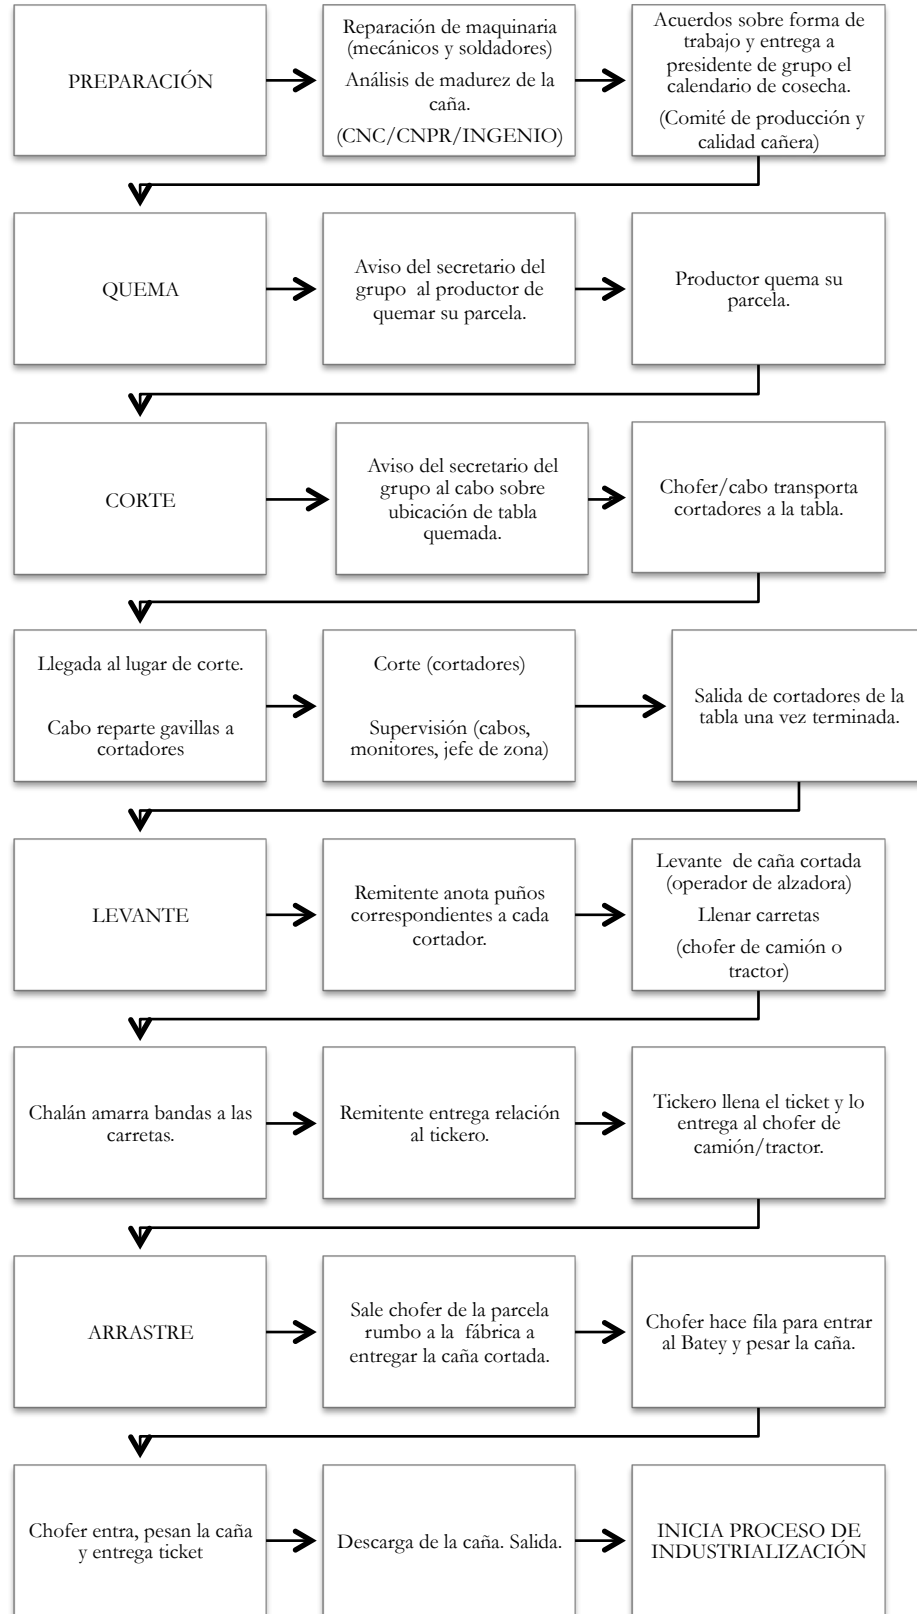 PREPARACIÓN
Reparación de maquinaria
(mecánicos y soldadores)
Análisis de madurez de la
caña.
(CNC/CNPR/INGENIO)
Acuerdos sobre forma de
trabajo y entrega a
presidente de grupo el
calendario de cosecha.
(Comité de producción y
calidad cañera)
QUEMA
Aviso del secretario del
grupo al productor de
quemar su parcela.
Productor quema su
parcela.
CORTE
Aviso del secretario del
grupo al cabo sobre
ubicación de tabla
quemada.
Chofer/cabo transporta
cortadores a la tabla.
Llegada al lugar de corte.
Cabo reparte gavillas a
cortadores
Corte (cortadores)
Supervisión (cabos,
monitores, jefe de zona)
Salida de cortadores de la
tabla una vez terminada.
LEVANTE
Remitente anota puños
correspondientes a cada
cortador.
Levante de caña cortada
(operador de alzadora)
Llenar carretas
(chofer de camión o
tractor)
Chalán amarra bandas a las
carretas.
Remitente entrega relación
al tickero.
Tickero llena el ticket y lo
entrega al chofer de
camión/tractor.
ARRASTRE
Sale chofer de la parcela
rumbo a la fábrica a
entregar la caña cortada.
Chofer hace fila para entrar
al Batey y pesar la caña.
Chofer entra, pesan la caña
y entrega ticket
Descarga de la caña. Salida.
INICIA PROCESO DE
INDUSTRIALIZACIÓN